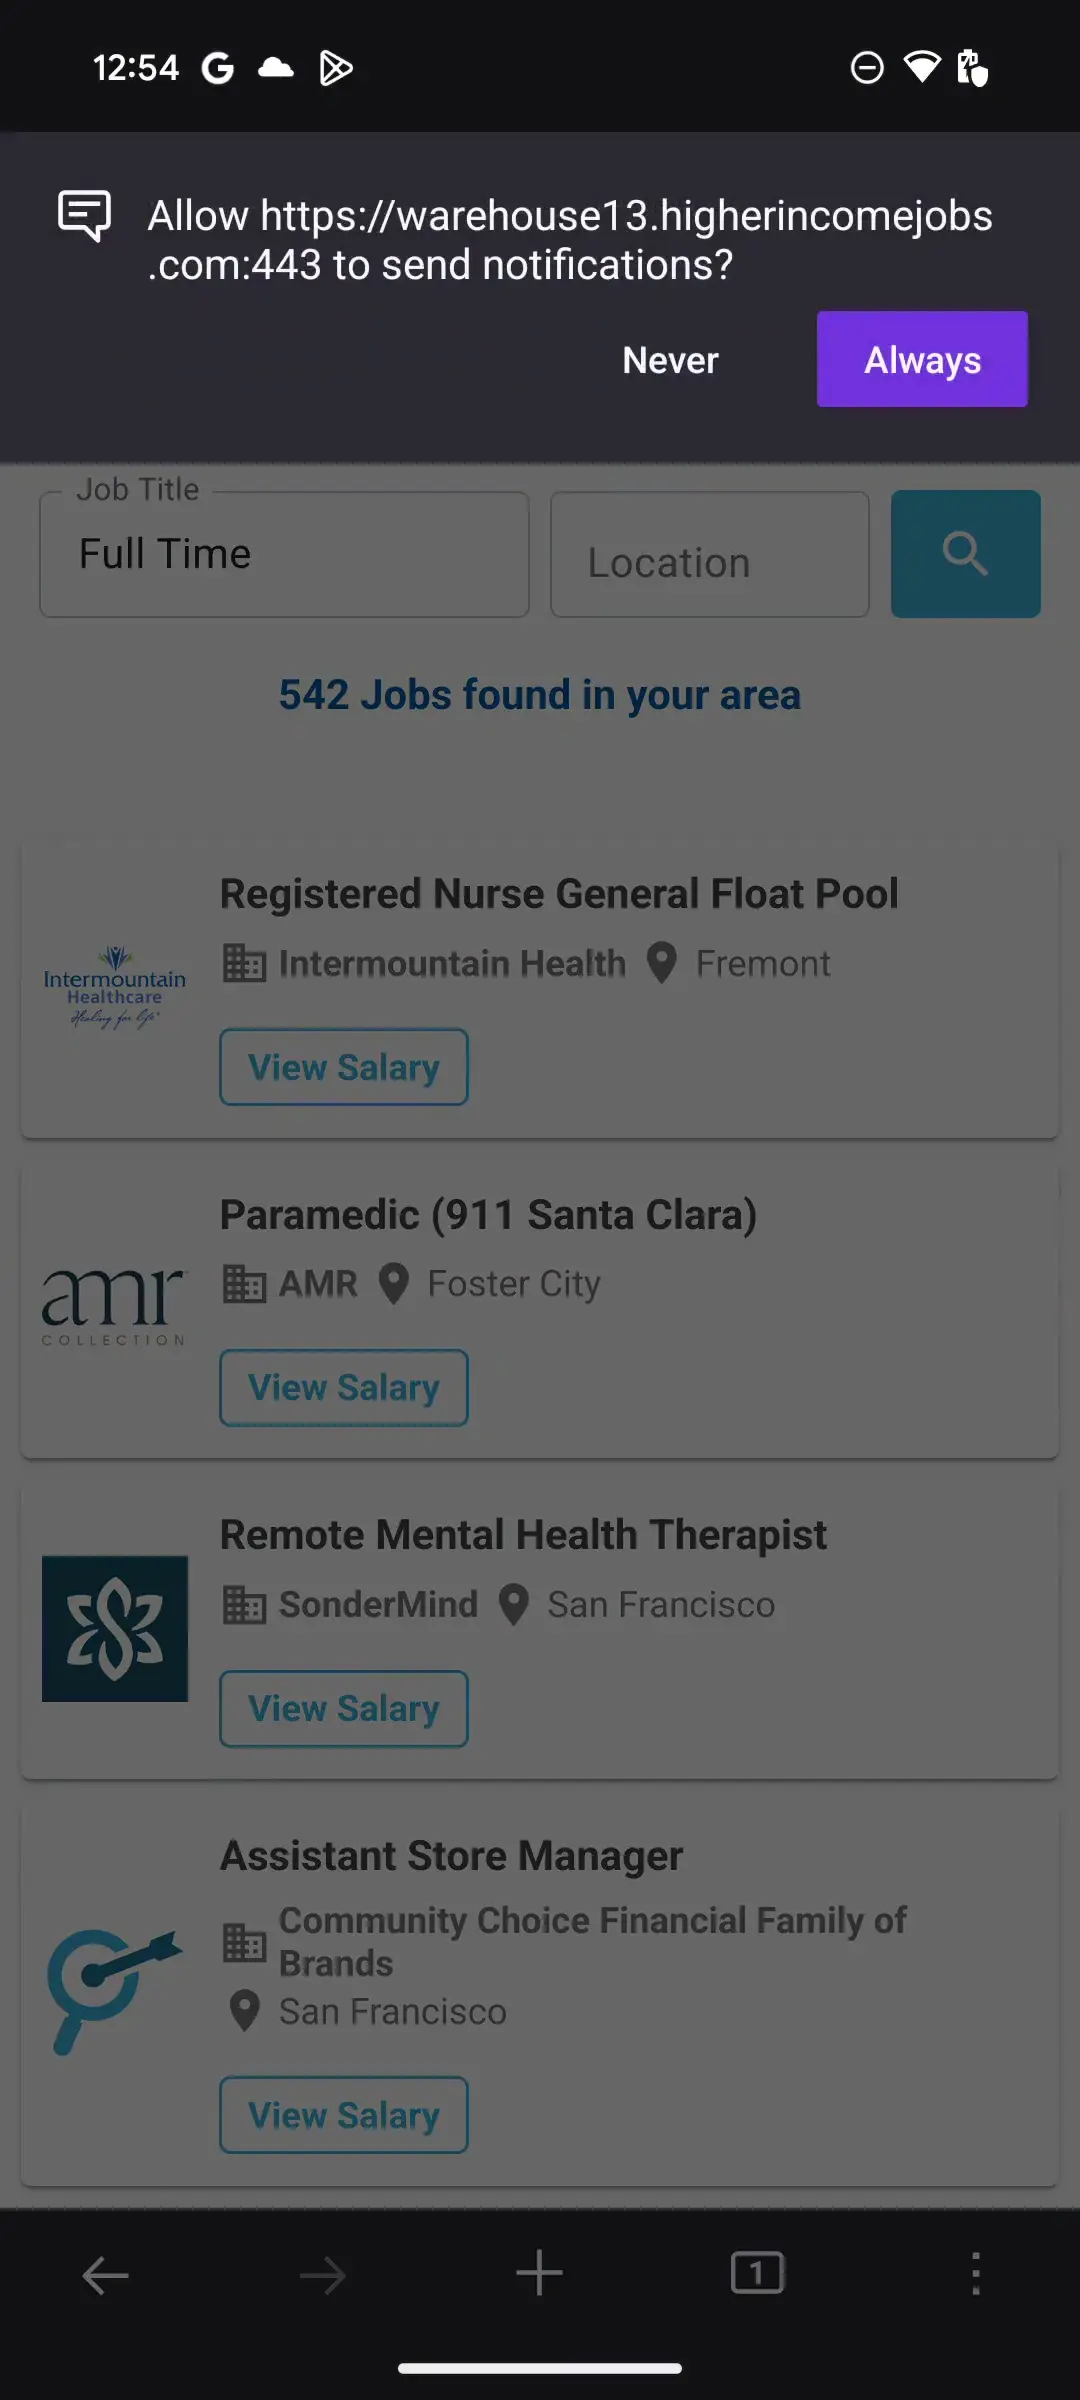 12:54
Allow https://warehouse13.higherincomejobs
.com:443 to send notifications?
Never
Always
Job Title
Full Time
Location
542 Jobs found in your area
Registered Nurse General Float Pool
Intermountain
Healthcare
Healing for life
Intermountain Health
Fremont
View Salary
Paramedic (911 Santa Clara)
amr
COLLECTION
AMR
Foster City
View Salary
Remote Mental Health Therapist
SonderMind
San Francisco
View Salary
Assistant Store Manager
Community Choice Financial Family of
Brands
San Francisco
View Salary
1